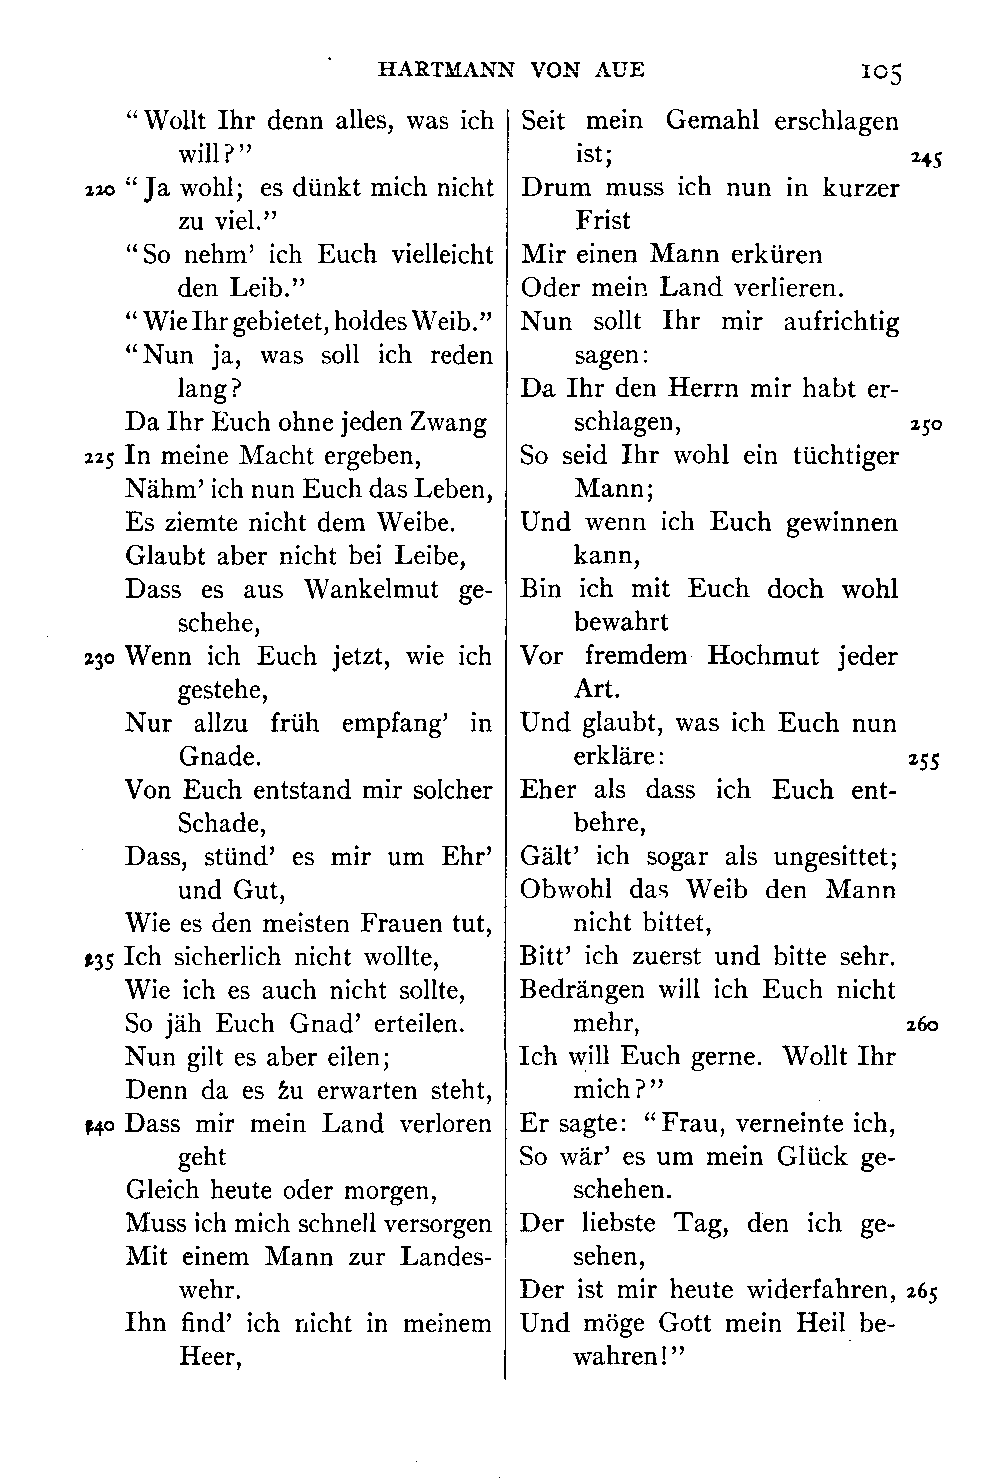 HARTMANN VON AUE 105
“Wollt Ihr denn alles, was ich
will?”
220 “Ja wohl; es dünkt mich nicht
zu viel.”
“So nehm’ ich Euch vielleicht
den Leib.”
“Wie Ihr gebietet, holdes Weib.”
“Nun ja, was soll ich reden
lang?
Da Ihr Euch ohne jeden Zwang
225 In meine Macht ergeben,
Nähm’ ich nun Euch das Leben,
Es ziemte nicht dem Weibe.
Glaubt aber nicht bei Leibe,
Dass es aus Wankelmut ge-
schehe,
230 Wenn ich Euch jetzt, wie ich
gestehe,
Nur allzu früh empfang’ in
Gnade.
Von Euch entstand mir solcher
Schade,
Dass, stünd’ es mir um Ehr’
und Gut,
Wie es den meisten Frauen tut,
235 Ich sicherlich nicht wollte,
Wie ich es auch nicht sollte,
So jäh Euch Gnad’ erteilen.
Nun gilt es aber eilen;
Denn da es zu erwarten steht,
240 Dass mir mein Land verloren
geht
Gleich heute oder morgen,
Muss ich mich schnell versorgen
Mit einem Mann zur Landes-
wehr.
Ihn find’ ich nicht in meinem
Heer,
Seit mein Gemahl erschlagen
ist; 245
Drum muss ich nun in kurzer
Frist
Mir einen Mann erküren
Oder mein Land verlieren.
Nun sollt Ihr mir aufrichtig
sagen:
Da Ihr den Herrn mir habt er-
schlagen, 250
So seid Ihr wohl ein tüchtiger
Mann;
Und wenn ich Euch gewinnen
kann,
Bin ich mit Euch doch wohl
bewahrt
Vor fremdem Hochmut jeder
Art.
Und glaubt, was ich Euch nun
erkläre: 255
Eher als dass ich Euch ent-
behre,
Gält’ ich sogar als ungesittet;
Obwohl das Weib den Mann
nicht bittet,
Bitt’ ich zuerst und bitte sehr.
Bedrängen will ich Euch nicht
mehr, 260
Ich will Euch gerne. Wollt Ihr
mich?”
Er sagte: “Frau, verneinte ich,
So wär’ es um mein Glück ge-
schehen.
Der liebste Tag, den ich ge-
sehen,
Der ist mir heute widerfahren, 265
Und möge Gott mein Heil be-
wahren!”